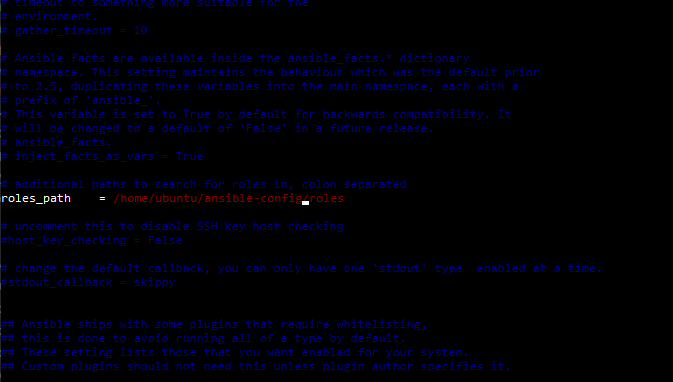 # timeout to something more suitable for the
# environment.
# gather_timeout = 10
# Ansible facts are available inside the ansible_facts.* dictionary
# namespace. This setting maintains the behaviour which was the default prior
# to 2.5, duplicating these variables into the main namespace, each with a
# prefix of 'ansible_'.
# This variable is set to True by default for backwards compatibility. It
# will be changed to a default of 'False' in a future release.
# ansible_facts.
# inject_facts_as_vars = True
# additional paths to search for roles in, colon separated
roles_path    = /home/ubuntu/ansible-config/roles
# uncomment this to disable SSH key host checking
#host_key_checking = False
# change the default callback, you can only have one 'stdout' type  enabled at a time.
#stdout_callback = skippy
## Ansible ships with some plugins that require whitelisting,
## this is done to avoid running all of a type by default.
## These setting lists those that you want enabled for your system.
## Custom plugins should not need this unless plugin author specifies it.